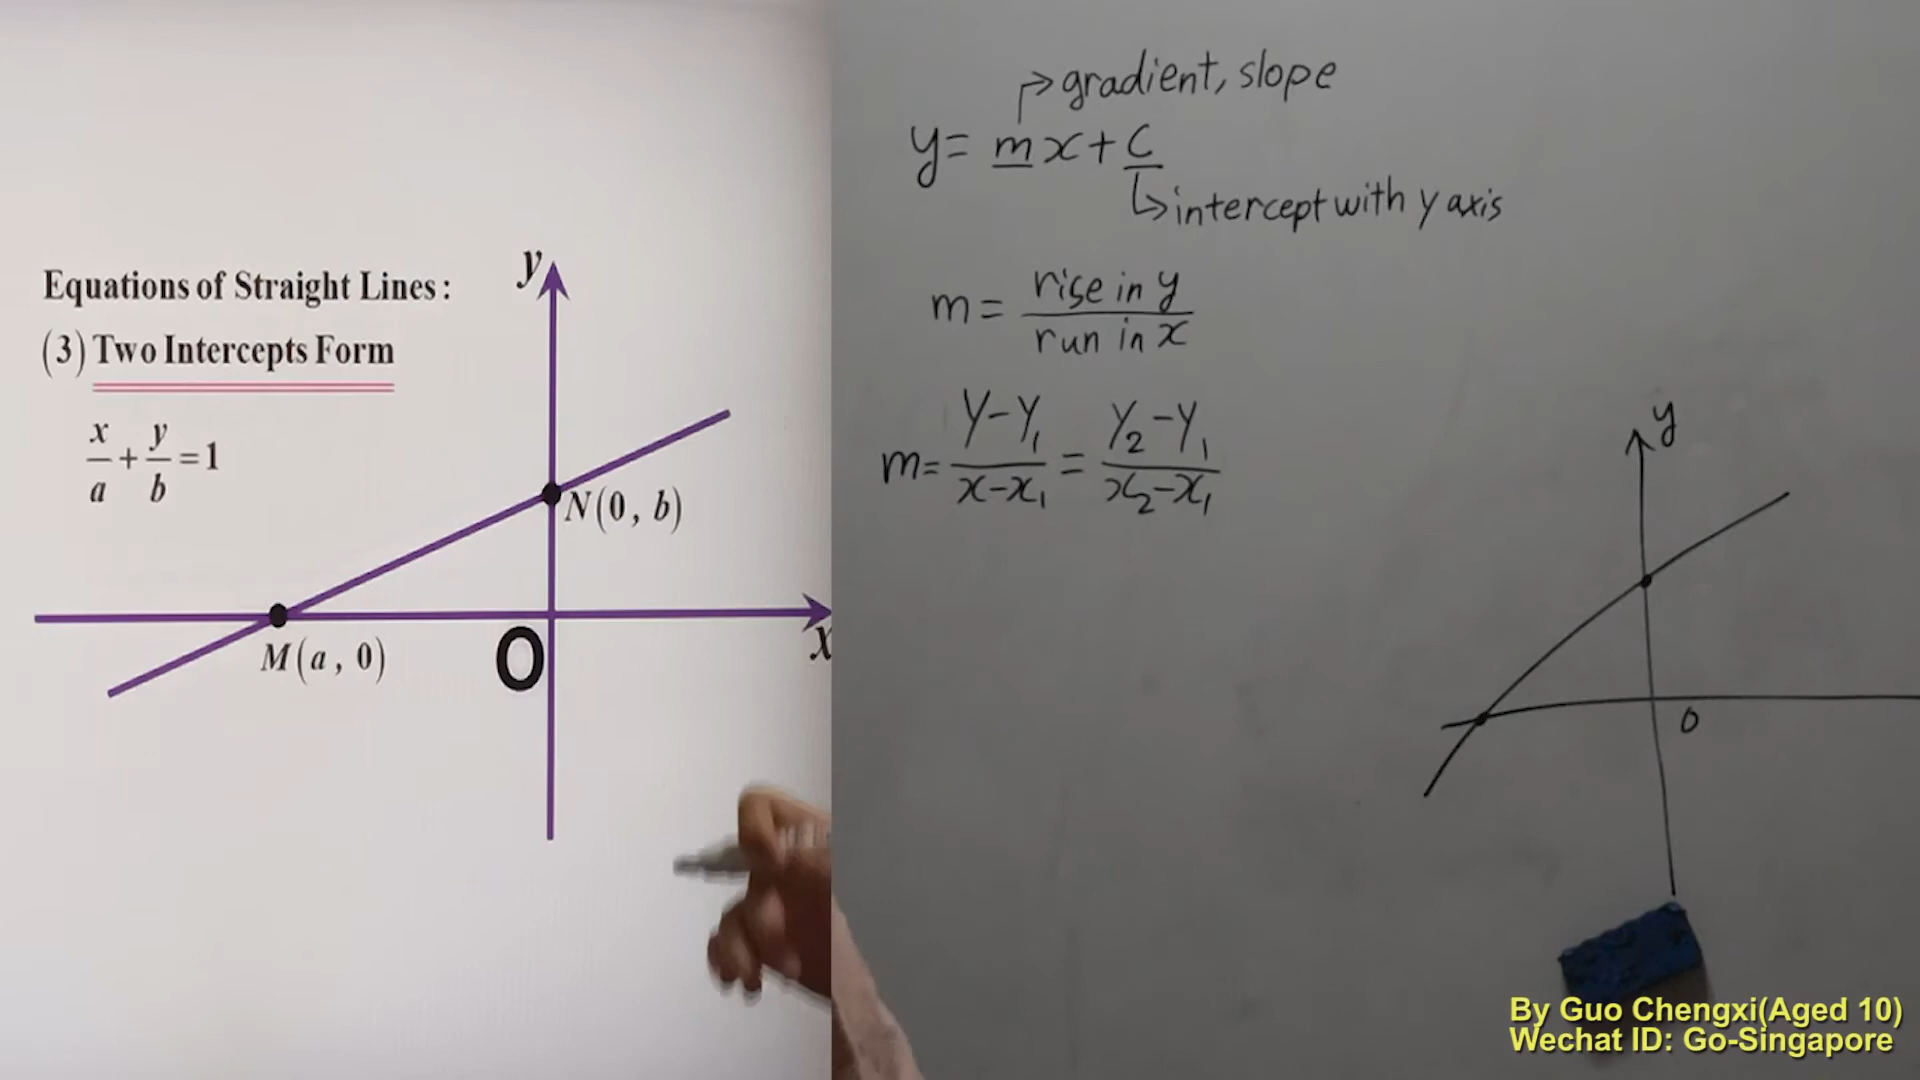 Equations of Straight Lines:
(3) Two Intercepts Form
x/a + y/b = 1
y
N(0, b)
M(a, 0)
O
x
gradient, slope
y = mx + c
intercept with y axis
m = rise in y / run in x
m = y - y₁ / x - x₁ = y₂ - y₁ / x₂ - x₁
y
0
By Guo Chengxi(Aged 10)
Wechat ID: Go-Singapore